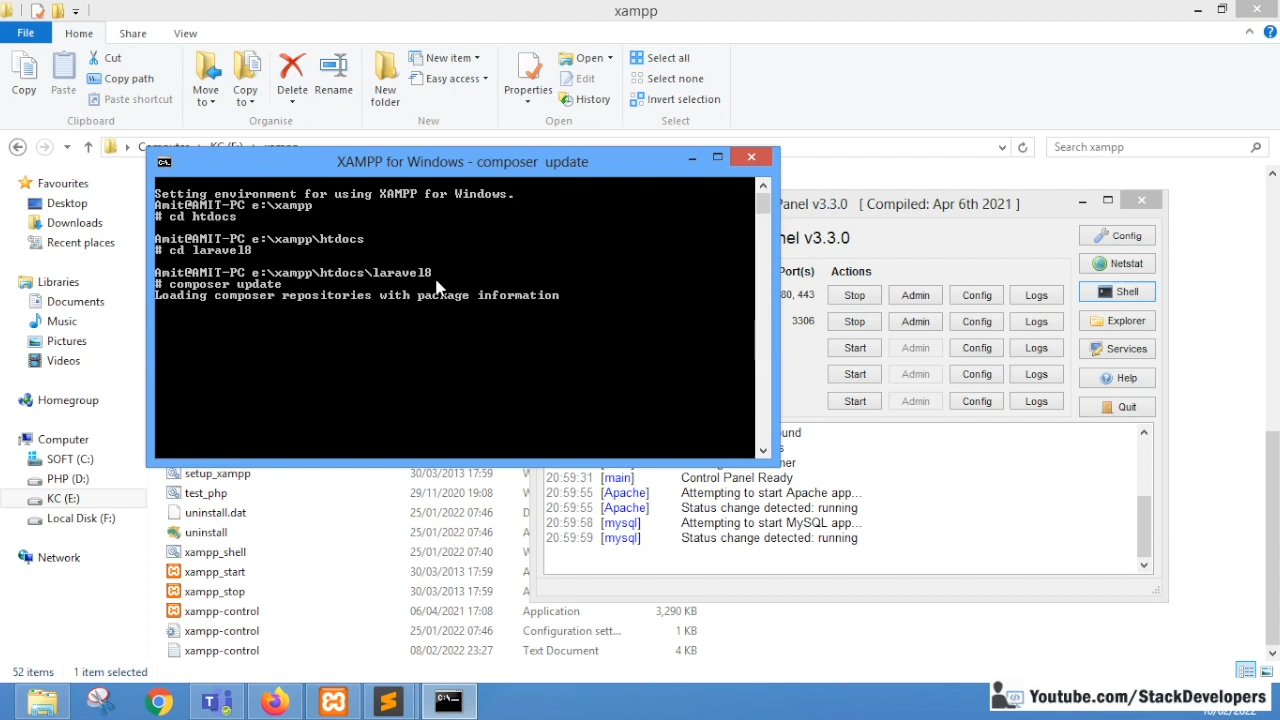 xampp
File Home Share View
Copy Paste Cut
Copy path
Paste shortcut
Clipboard
Move to Copy to Delete Rename
Organise
New folder New item
Easy access
New
Properties Open
Edit
History
Open
Select all
Select none
Invert selection
Select
Search xampp
Favourites
Desktop
Downloads
Recent places
Libraries
Documents
Music
Pictures
Videos
Homegroup
Computer
SOFT (C:)
PHP (D:)
KC (E:)
Local Disk (F:)
Network
XAMPP for Windows - composer update
Setting environment for using XAMPP for Windows.
Amit@AMIT-PC e:\xampp
# cd htdocs
Amit@AMIT-PC e:\xampp\htdocs
# cd laravel8
Amit@AMIT-PC e:\xampp\htdocs\laravel8
# composer update
Loading composer repositories with package information
Panel v3.3.0 [ Compiled: Apr 6th 2021 ]
nel v3.3.0
Port(s) Actions
80, 443 Stop Admin Config Logs
3306 Stop Admin Config Logs
Start Admin Config Logs
Start Admin Config Logs
Start Admin Config Logs
Config
Netstat
Shell
Explorer
Services
Help
Quit
20:59:31 [main] Control Panel Ready
20:59:55 [Apache] Attempting to start Apache app...
20:59:55 [Apache] Status change detected: running
20:59:58 [mysql] Attempting to start MySQL app...
20:59:59 [mysql] Status change detected: running
setup_xampp 30/03/2013 17:59
test_php 29/11/2020 19:08
uninstall.dat 25/01/2022 07:46
uninstall 25/01/2022 07:46
xampp_shell 25/01/2022 07:40
xampp_start 30/03/2013 17:59
xampp_stop 30/03/2013 17:59
xampp-control 06/04/2021 17:08 Application 3,290 KB
xampp-control 25/01/2022 07:46 Configuration sett... 1 KB
xampp-control 08/02/2022 23:27 Text Document 4 KB
52 items 1 item selected
Youtube.com/StackDevelopers